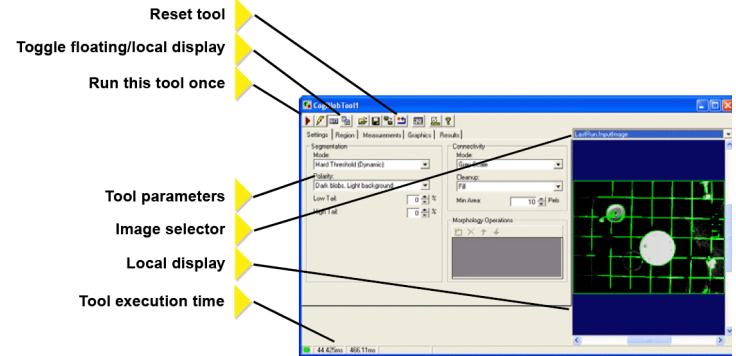 Reset tool
Toggle floating/local display
Run this tool once
Tool parameters
Image selector
Local display
Tool execution time
CogBlobTool1
Settings Region Measurements Graphics Results
LastRun.InputImage
Segmentation
Mode:
Hard Threshold (Dynamic)
Polarity:
Dark blobs, Light background
Low Tail: 0 %
High Tail: 0 %
Connectivity
Mode:
Grey Scale
Cleanup:
Fill
Min Area: 10 Pels
Morphology Operations
44.425ms 466.11ms